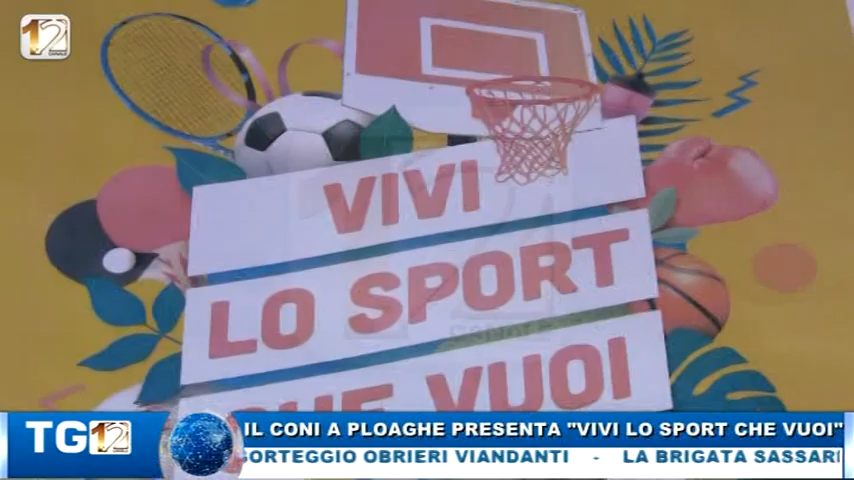 12
VIVI
LO SPORT
CHE VUOI
TG12
IL CONI A PLOAGHE PRESENTA "VIVI LO SPORT CHE VUOI"
SORTEGGIO OBRIERI VIANDANTI - LA BRIGATA SASSARI